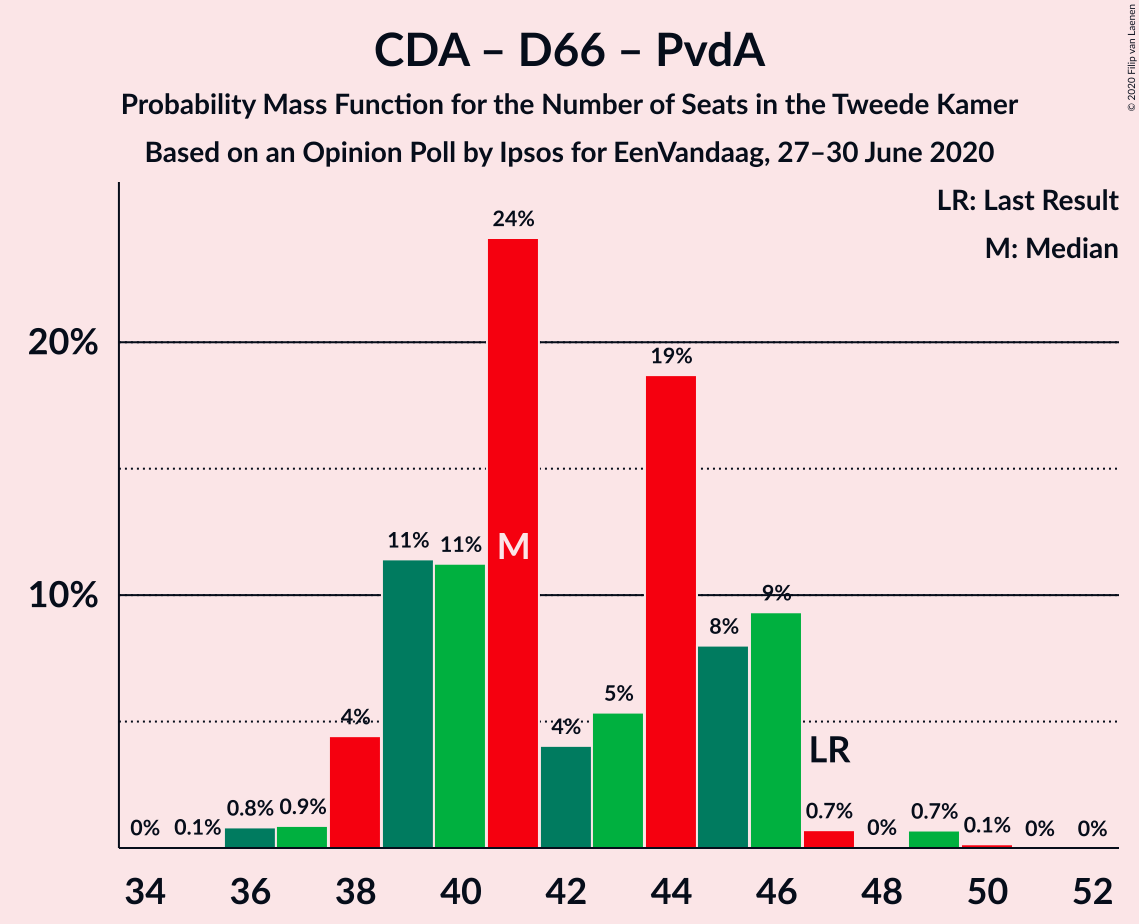 CDA – D66 – PvdA
Probability Mass Function for the Number of Seats in the Tweede Kamer
Based on an Opinion Poll by Ipsos for EenVandaag, 27–30 June 2020
© 2020 Filip van Laenen
LR: Last Result
M: Median
24%
20%
19%
11% 11%
M
10%
9%
8%
5%
4% 4%
LR
0% 0.1% 0.8% 0.9% 0.7% 0% 0.7% 0.1% 0% 0%
34 36 38 40 42 44 46 48 50 52